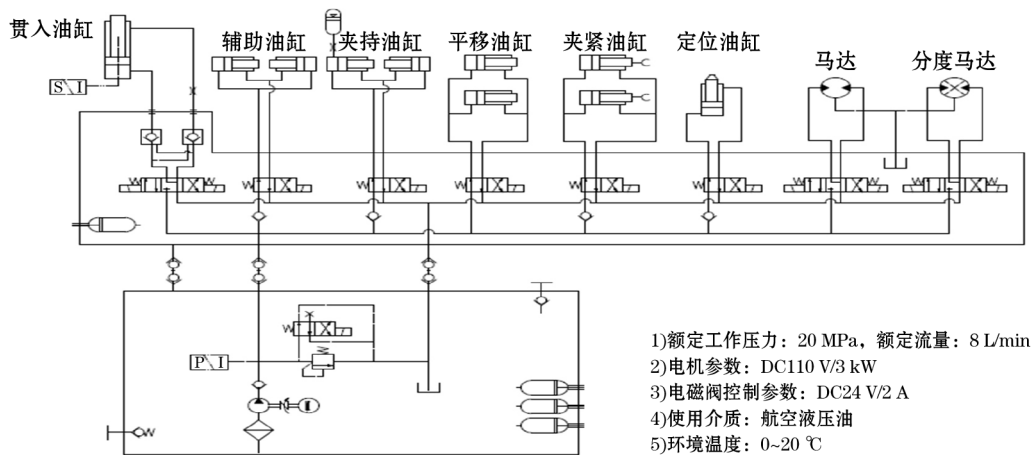 贯入油缸
辅助油缸
夹持油缸
平移油缸
夹紧油缸
定位油缸
马达
分度马达
S\I
P\I
1)额定工作压力：20 MPa，额定流量：8 L/min
2)电机参数：DC110 V/3 kW
3)电磁阀控制参数：DC24 V/2 A
4)使用介质：航空液压油
5)环境温度：0~20 ℃